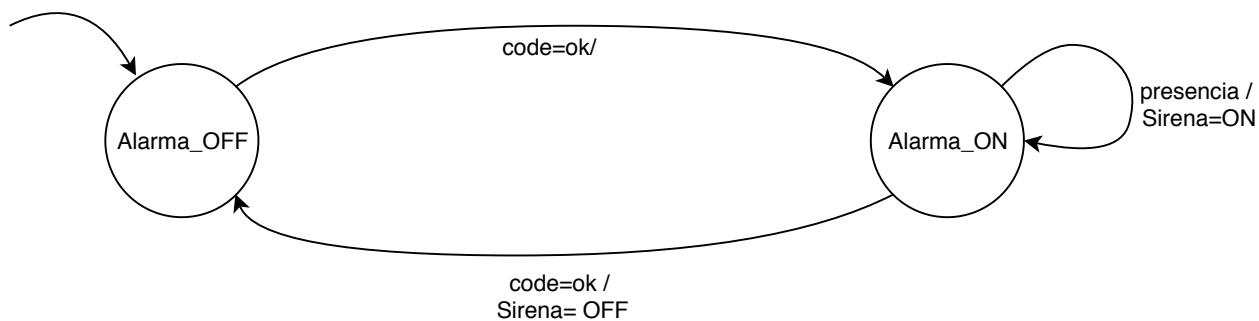 code=ok/
Alarma_OFF
Alarma_ON
presencia /
Sirena=ON
code=ok /
Sirena= OFF